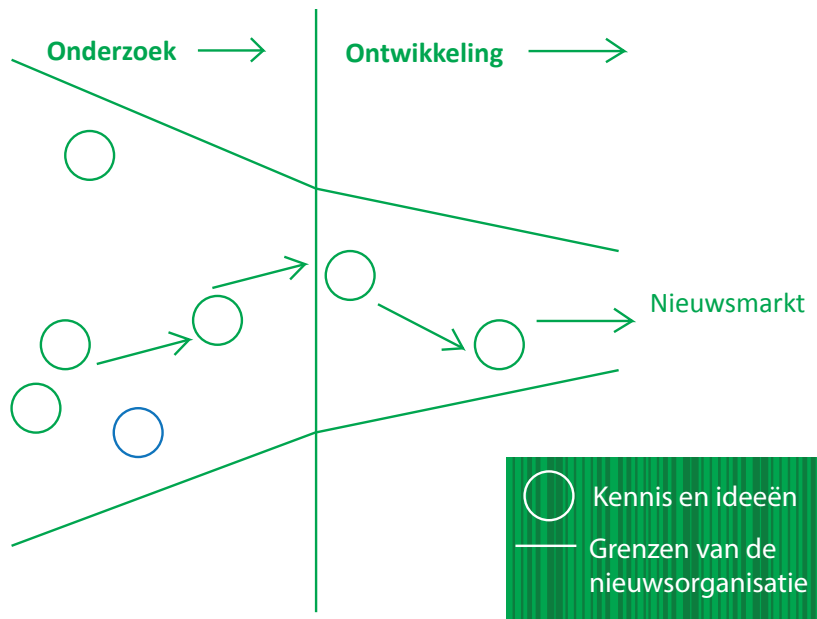 Onderzoek
Ontwikkeling
Nieuwsmarkt
Kennis en ideeën
Grenzen van de
nieuwsorganisatie